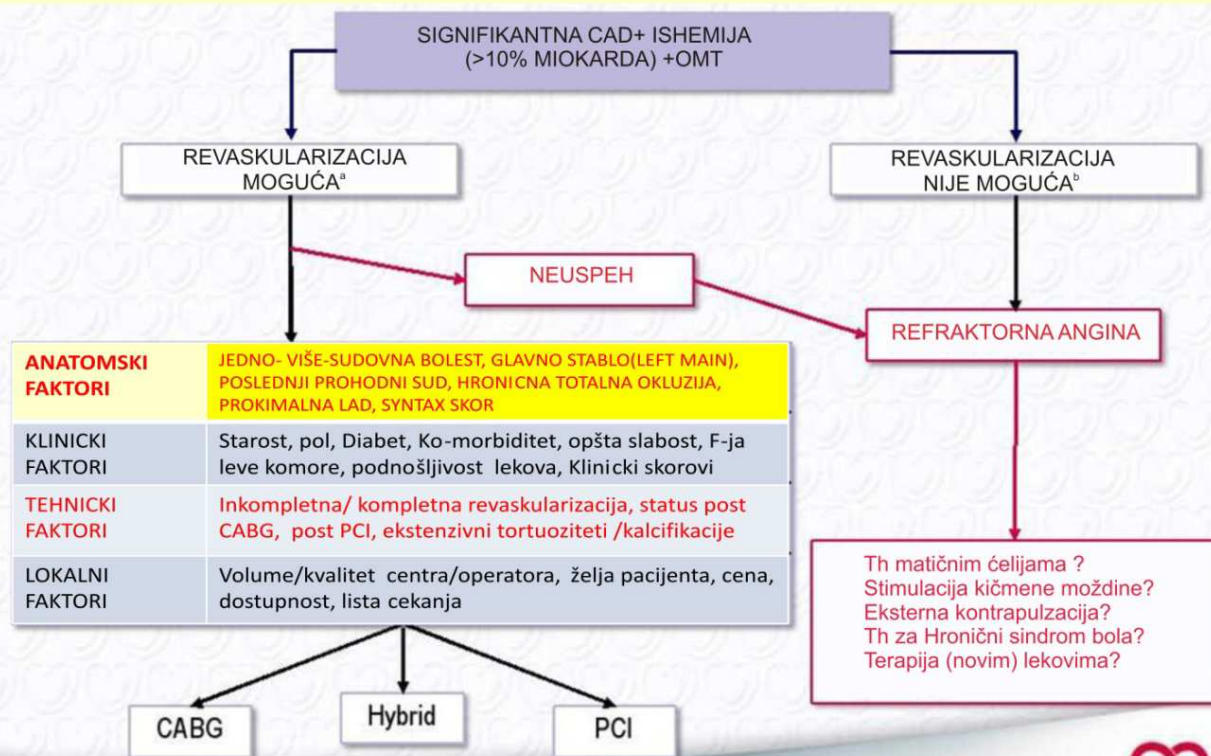 SIGNIFIKANTNA CAD+ ISHEMIJA
(>10% MIOKARDA) +OMT
REVASKULARIZACIJA
MOGUĆAᵃ
REVASKULARIZACIJA
NIJE MOGUĆAᵇ
NEUSPEH
REFRAKTORNA ANGINA
ANATOMSKI
FAKTORI
JEDNO- VIŠE-SUDOVNA BOLEST, GLAVNO STABLO(LEFT MAIN),
POSLEDNJI PROHODNI SUD, HRONICNA TOTALNA OKLUZIJA,
PROKIMALNA LAD, SYNTAX SKOR
KLINICKI
FAKTORI
Starost, pol, Diabet, Ko-morbiditet, opšta slabost, F-ja
leve komore, podnošljivost lekova, Klinicki skorovi
TEHNICKI
FAKTORI
Inkompletna/ kompletna revaskularizacija, status post
CABG, post PCI, ekstenzivni tortuoziteti /kalcifikacije
LOKALNI
FAKTORI
Volume/kvalitet centra/operatora, želja pacijenta, cena,
dostupnost, lista cekanja
Th matičnim ćelijama ?
Stimulacija kičmene moždine?
Eksterna kontrapulzacija?
Th za Hronični sindrom bola?
Terapija (novim) lekovima?
CABG
Hybrid
PCI